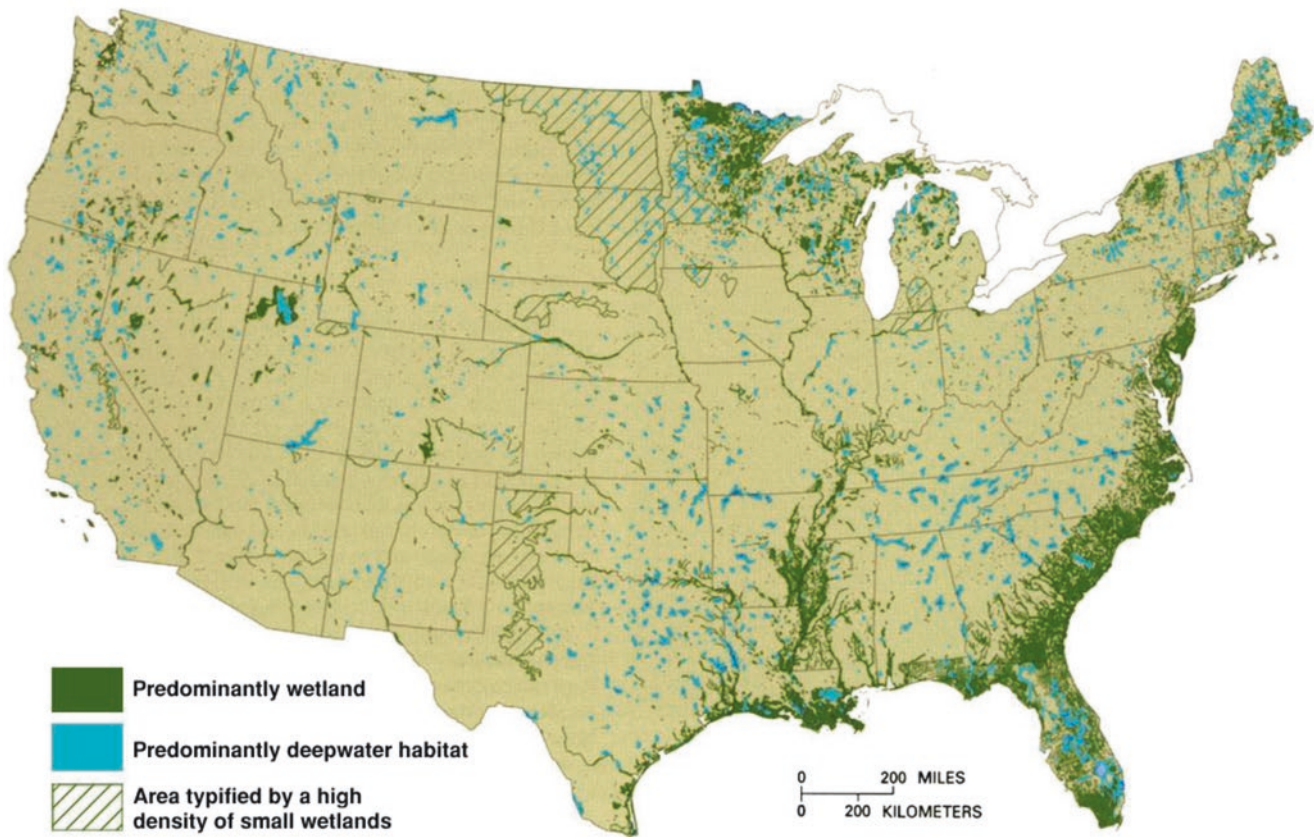 Predominantly wetland
Predominantly deepwater habitat
Area typified by a high
density of small wetlands
0 200 MILES
0 200 KILOMETERS